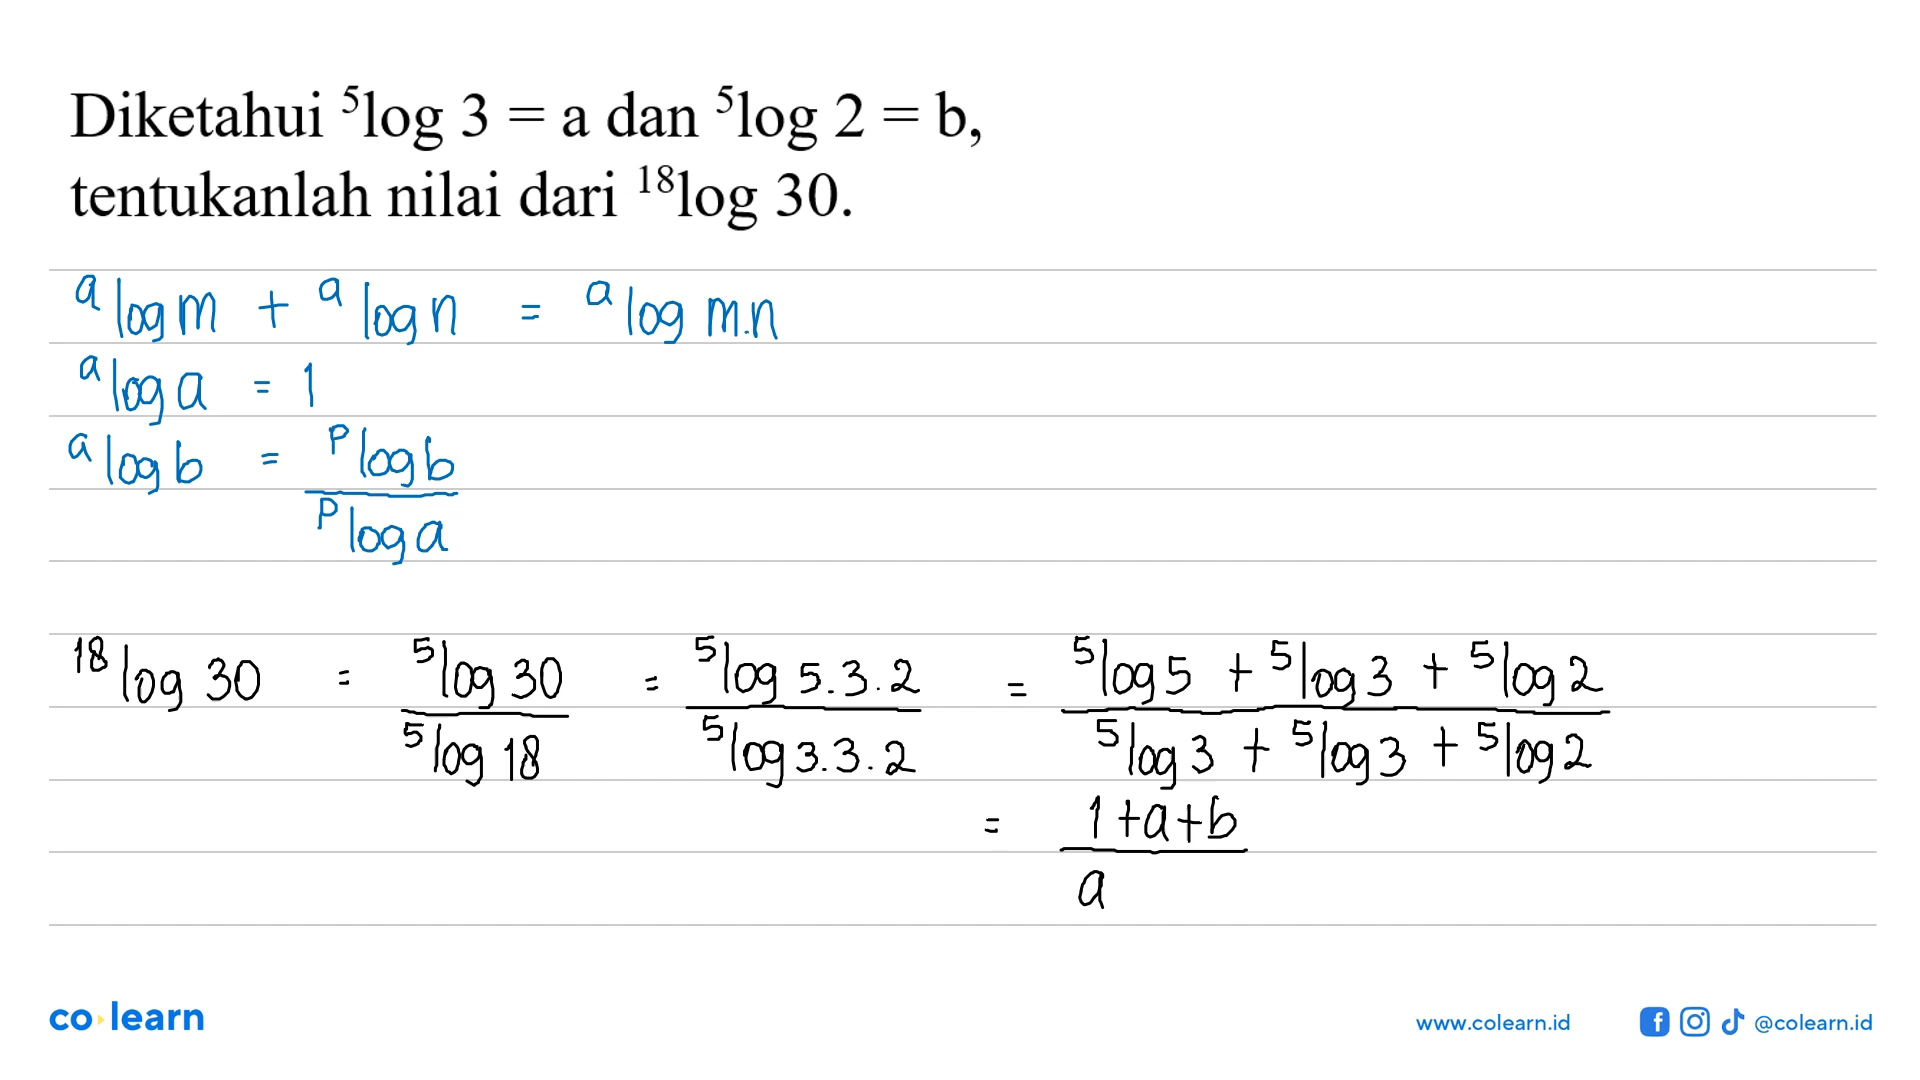 Diketahui ⁵log 3 = a dan ⁵log 2 = b,
tentukanlah nilai dari ¹⁸log 30.
ᵃlog m + ᵃlog n = ᵃlog m.n
ᵃlog a = 1
ᵃlog b = ᵖlog b / ᵖlog a
¹⁸log 30 = ⁵log 30 / ⁵log 18 = ⁵log 5.3.2 / ⁵log 3.3.2 = ⁵log 5 + ⁵log 3 + ⁵log 2 / ⁵log 3 + ⁵log 3 + ⁵log 2
= 1+a+b / a
co learn
www.colearn.id @colearn.id